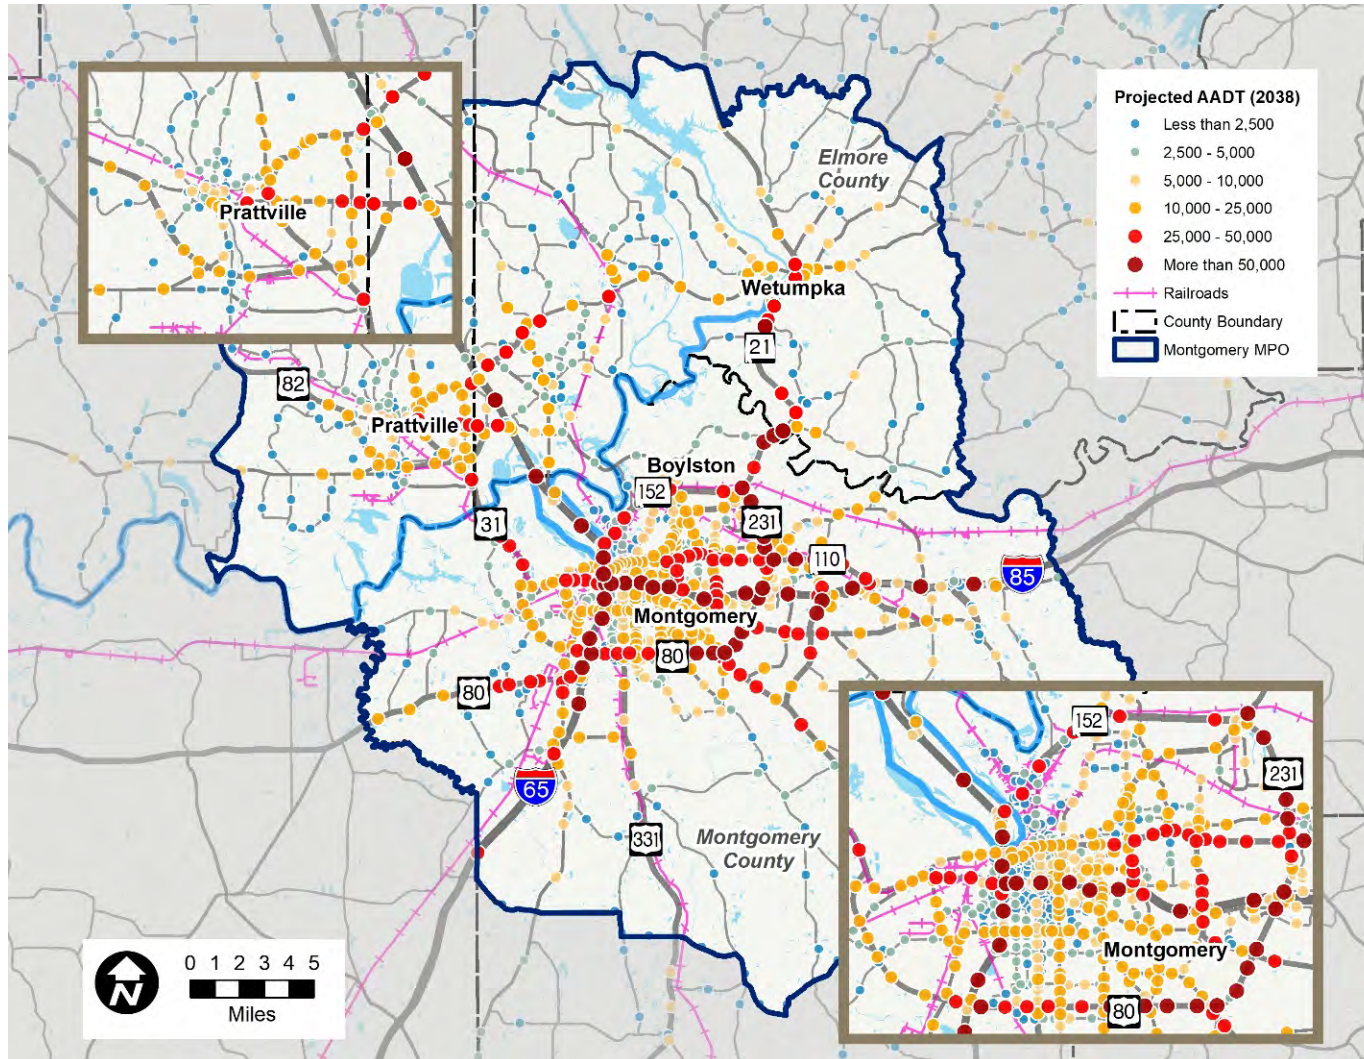 Projected AADT (2038)
Less than 2,500
2,500 - 5,000
5,000 - 10,000
10,000 - 25,000
25,000 - 50,000
More than 50,000
Railroads
County Boundary
Montgomery MPO
Prattville
Elmore
County
Wetumpka
21
82
Prattville
Boylston
152
31
231
110
85
Montgomery
80
80
65
331
Montgomery
County
152
231
Montgomery
80
N
0 1 2 3 4 5
Miles